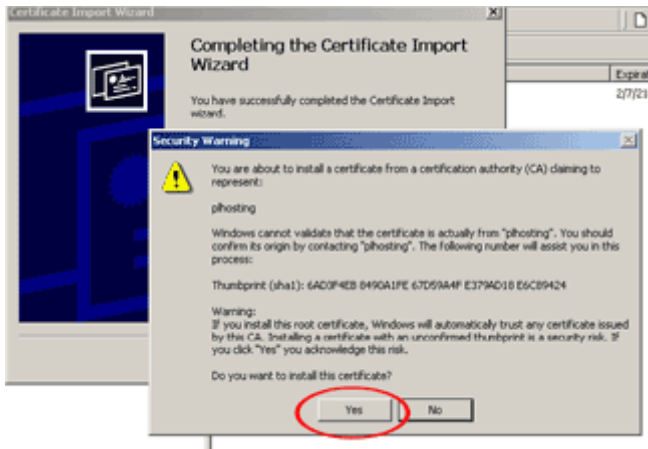 Certificate Import Wizard
Completing the Certificate Import
Wizard
You have successfully completed the Certificate Import
wizard.
Expirat
2/7/21
Security Warning
You are about to install a certificate from a certification authority (CA) claiming to
represent:
plhosting
Windows cannot validate that the certificate is actually from "plhosting". You should
confirm its origin by contacting "plhosting". The following number will assist you in this
process:
Thumbprint (sha1): 6AD3F4EB 8490A1FE 67D59A4F E379AD18 E6C89424
Warning:
If you install this root certificate, Windows will automatically trust any certificate issued
by this CA. Installing a certificate with an unconfirmed thumbprint is a security risk. If
you click "Yes" you acknowledge this risk.
Do you want to install this certificate?
Yes
No